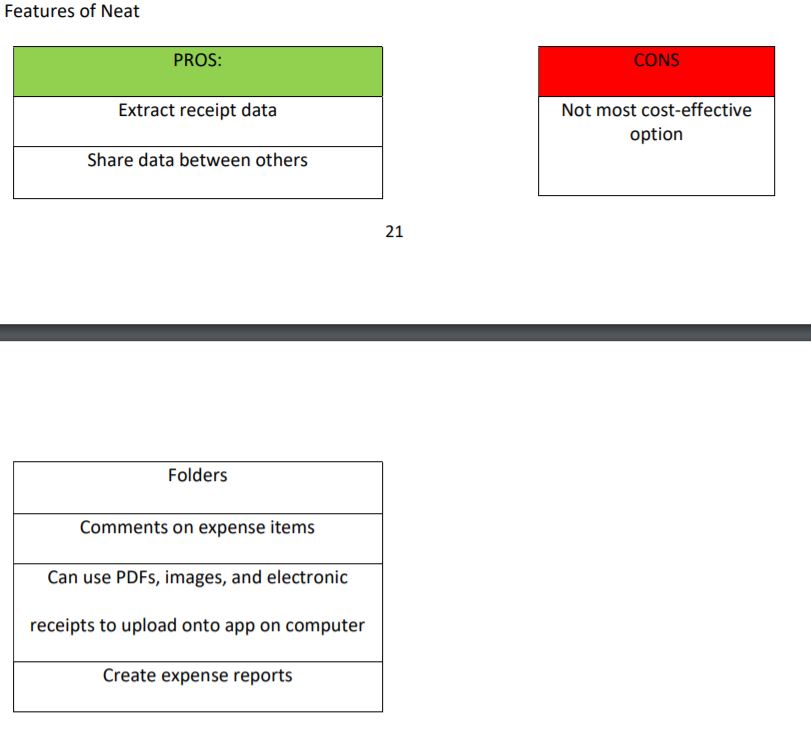 Features of Neat
PROS:
Extract receipt data
Share data between others
CONS
Not most cost-effective
option
21
Folders
Comments on expense items
Can use PDFs, images, and electronic
receipts to upload onto app on computer
Create expense reports